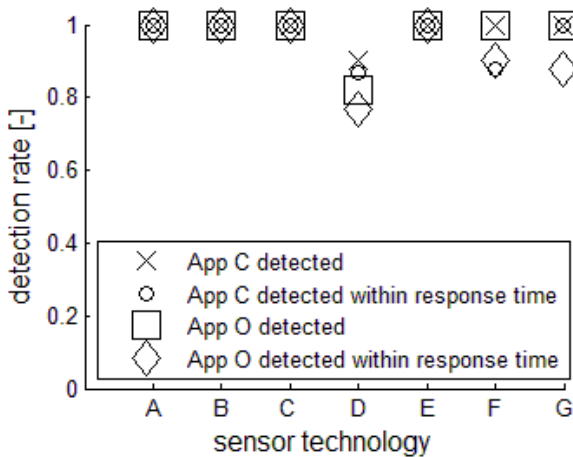 detection rate [-]
1
0.8
0.6
0.4
0.2
0
App C detected
App C detected within response time
App O detected
App O detected within response time
A B C D E F G
sensor technology